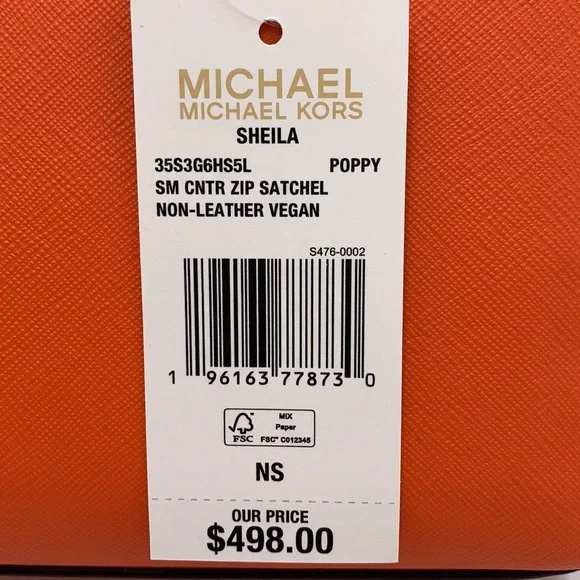 MICHAEL
MICHAEL KORS
SHEILA
35S3G6HS5L POPPY
SM CNTR ZIP SATCHEL
NON-LEATHER VEGAN
S476-0002
1 96163 77873 0
FSC
MIX
Paper
FSC™ C012345
NS
OUR PRICE
$498.00